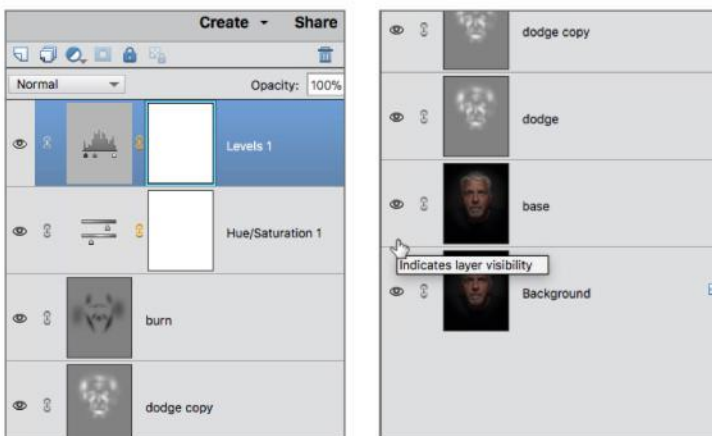 Create Share
Normal Opacity: 100%
Levels 1
Hue/Saturation 1
burn
dodge copy
dodge copy
dodge
base
Indicates layer visibility
Background